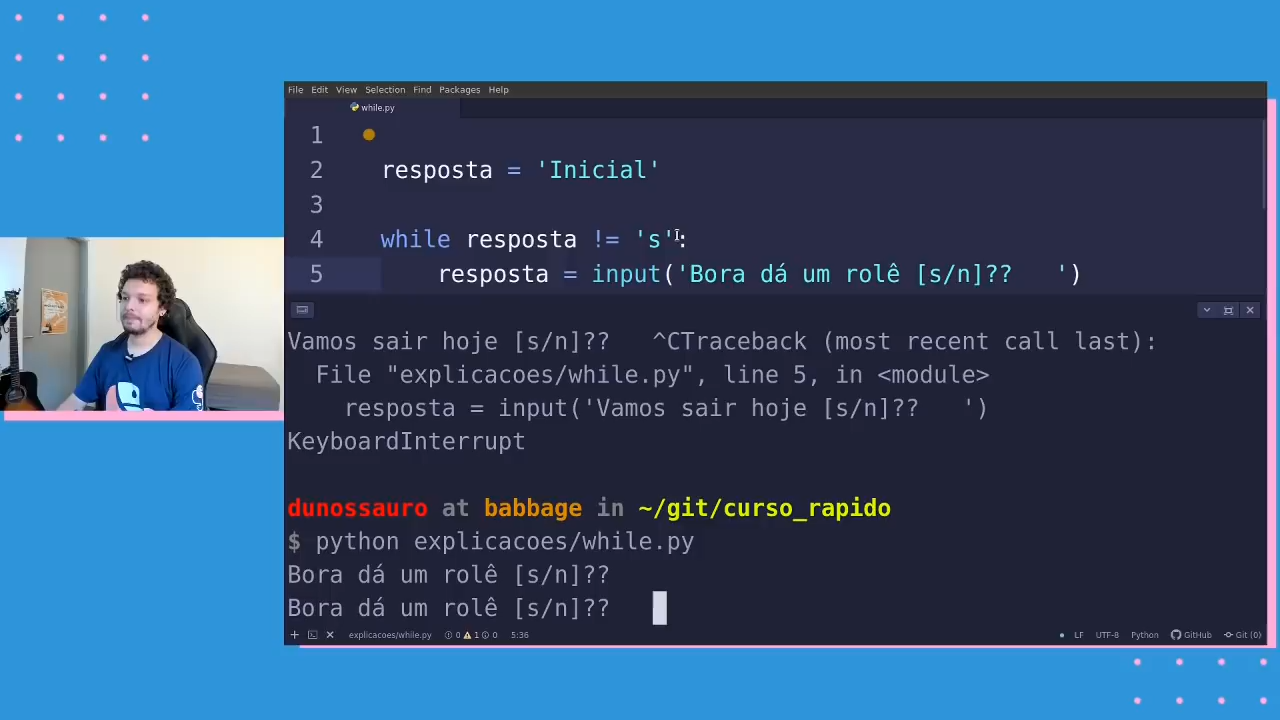 File Edit View Selection Find Packages Help
while.py
1
2 resposta = 'Inicial'
3
4 while resposta != 's':
5 resposta = input('Bora dá um rolê [s/n]??   ')
Vamos sair hoje [s/n]??   ^CTraceback (most recent call last):
File "explicacoes/while.py", line 5, in <module>
resposta = input('Vamos sair hoje [s/n]??   ')
KeyboardInterrupt
dunossauro at babbage in ~/git/curso_rapido
$ python explicacoes/while.py
Bora dá um rolê [s/n]??
Bora dá um rolê [s/n]??
explicacoes/while.py 0 1 0 5:36 LF UTF-8 Python GitHub Git (0)